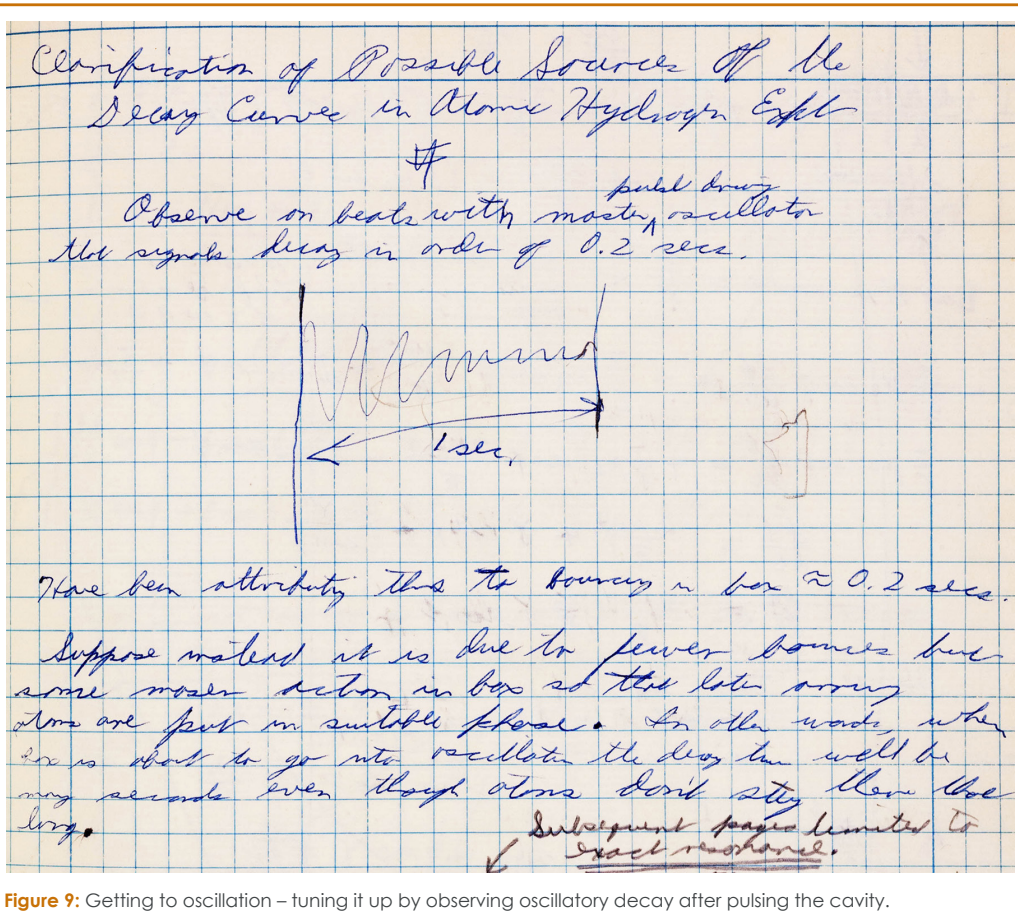 Clarification of Possible Sources Of the
Decay Curve in Atomic Hydrogen Expt
pulse driving
Observe on beats with master ^ oscillator
that signals decay in order of 0.2 secs.
1 sec.
Have been attributing this to bouncing in box ≈ 0.2 secs.
Suppose instead it is due to fewer bounces but
some maser action in box so that later arriving
atoms are put in suitable phase. In other words, when
box is about to go into oscillation the decay time will be
many seconds even though atoms don't stay there that
long.
Subsequent pages limited to
exact resonance.
Figure 9: Getting to oscillation – tuning it up by observing oscillatory decay after pulsing the cavity.